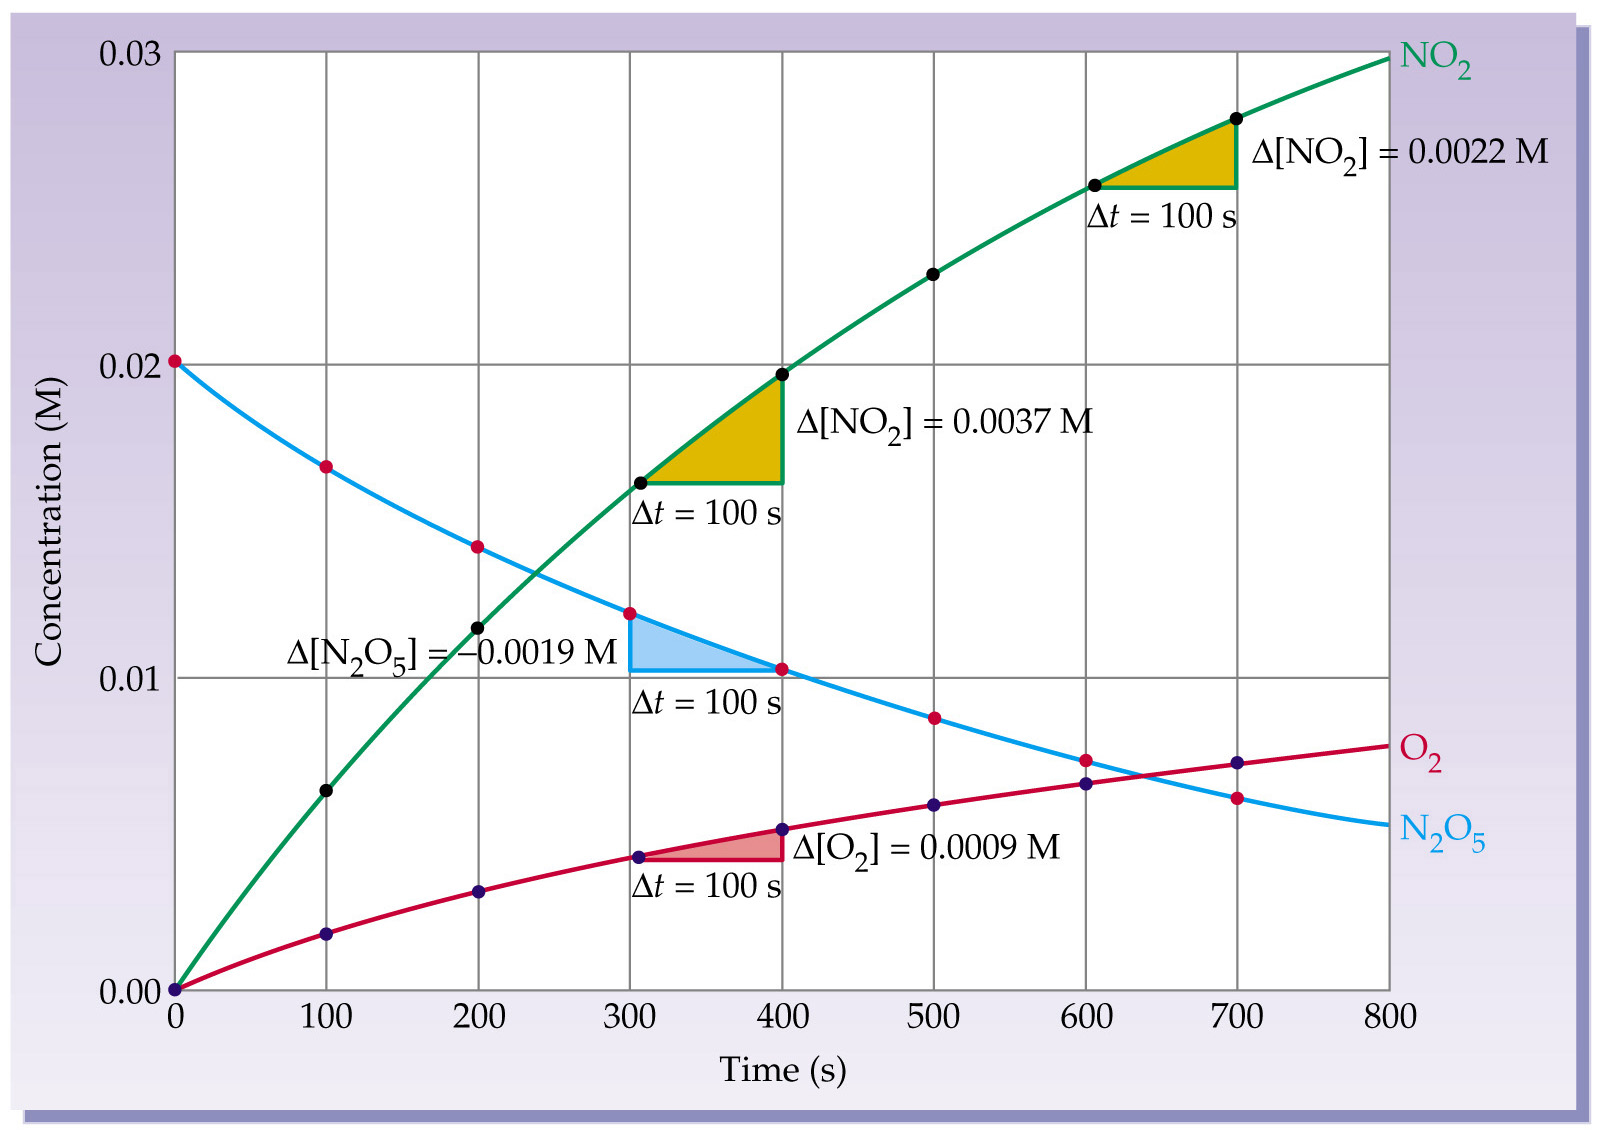 0.03
NO2
Δ[NO2] = 0.0022 M
Δt = 100 s
0.02
Δ[NO2] = 0.0037 M
Δt = 100 s
Concentration (M)
Δ[N2O5] = −0.0019 M
0.01
Δt = 100 s
O2
N2O5
Δ[O2] = 0.0009 M
Δt = 100 s
0.00
0 100 200 300 400 500 600 700 800
Time (s)